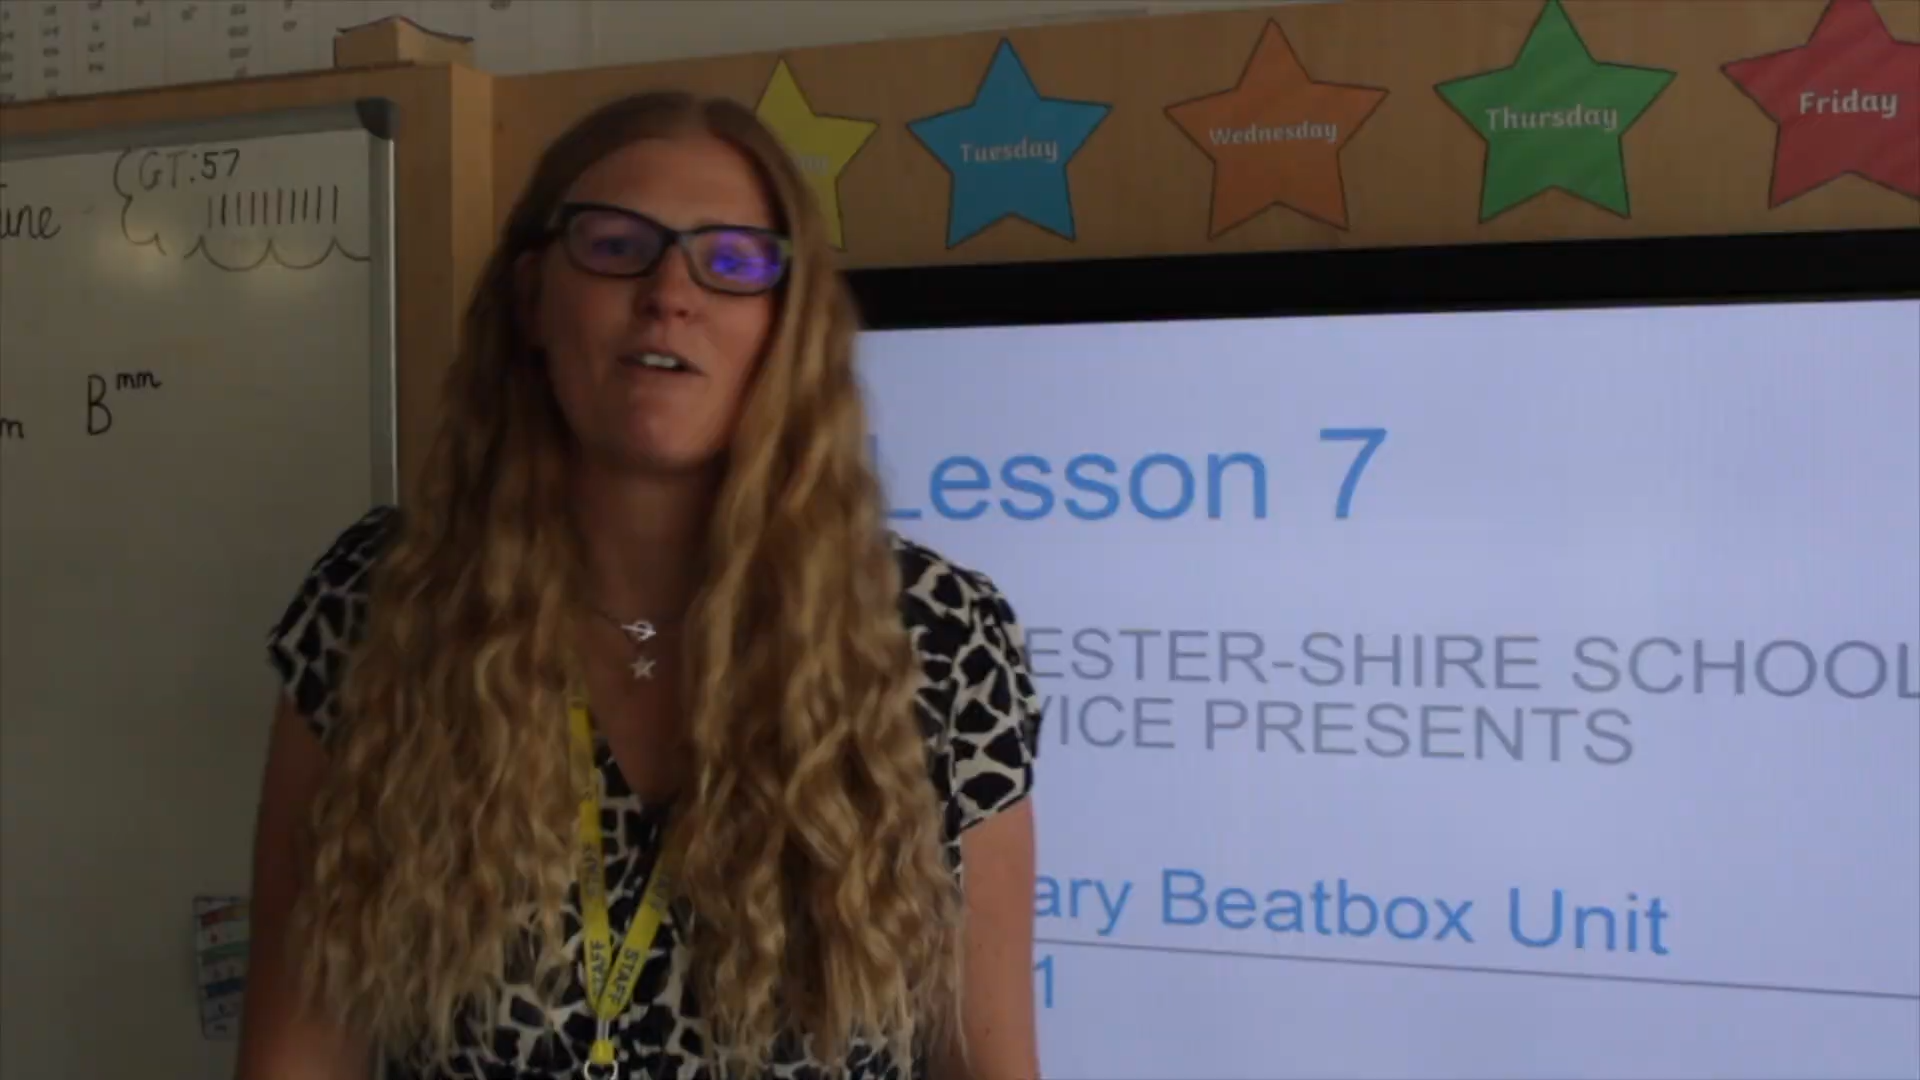 GT:57
une
m
B mm
Tuesday
Wednesday
Thursday
Friday
Lesson 7
ESTER-SHIRE SCHOOL
VICE PRESENTS
ary Beatbox Unit
1
STAFF
STAFF